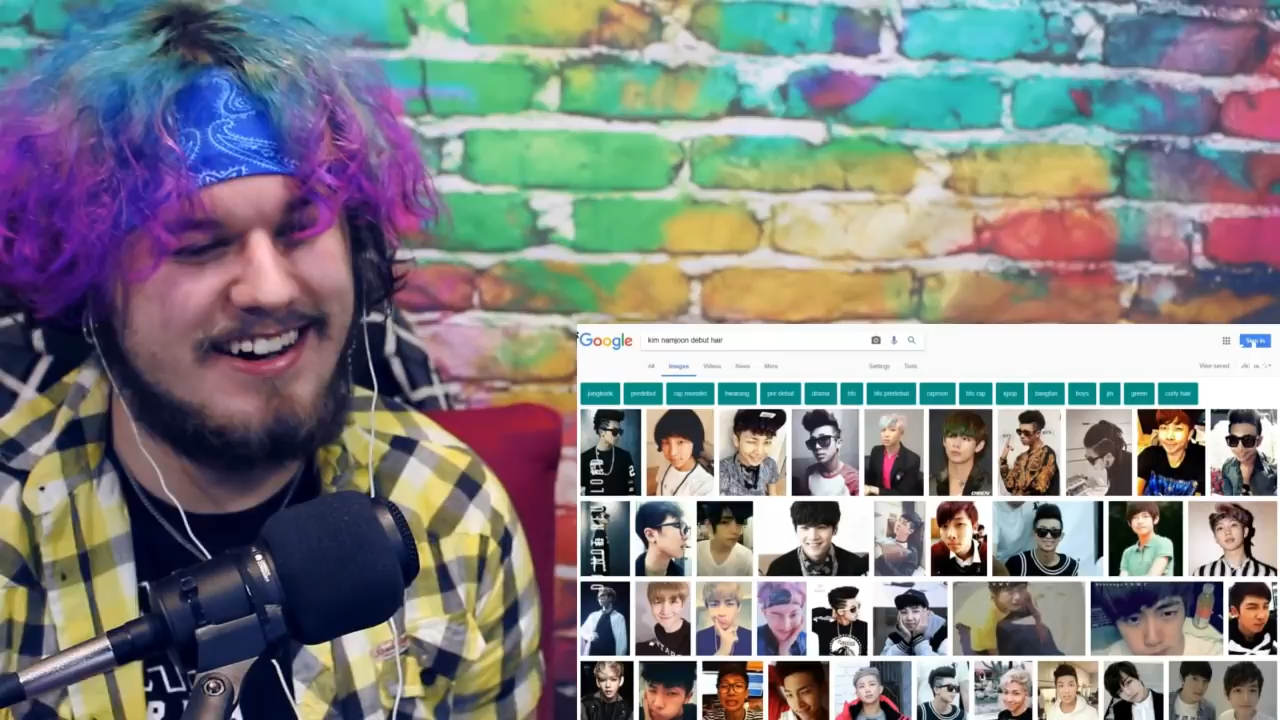 Google
kim namjoon debut hair
Sign in
All Images Videos News More Settings Tools
View saved
jungkook predebut rap monster hwarang pre debut drama bts bts predebut rapmon bts rap kpop bangtan boys jin green curly hair